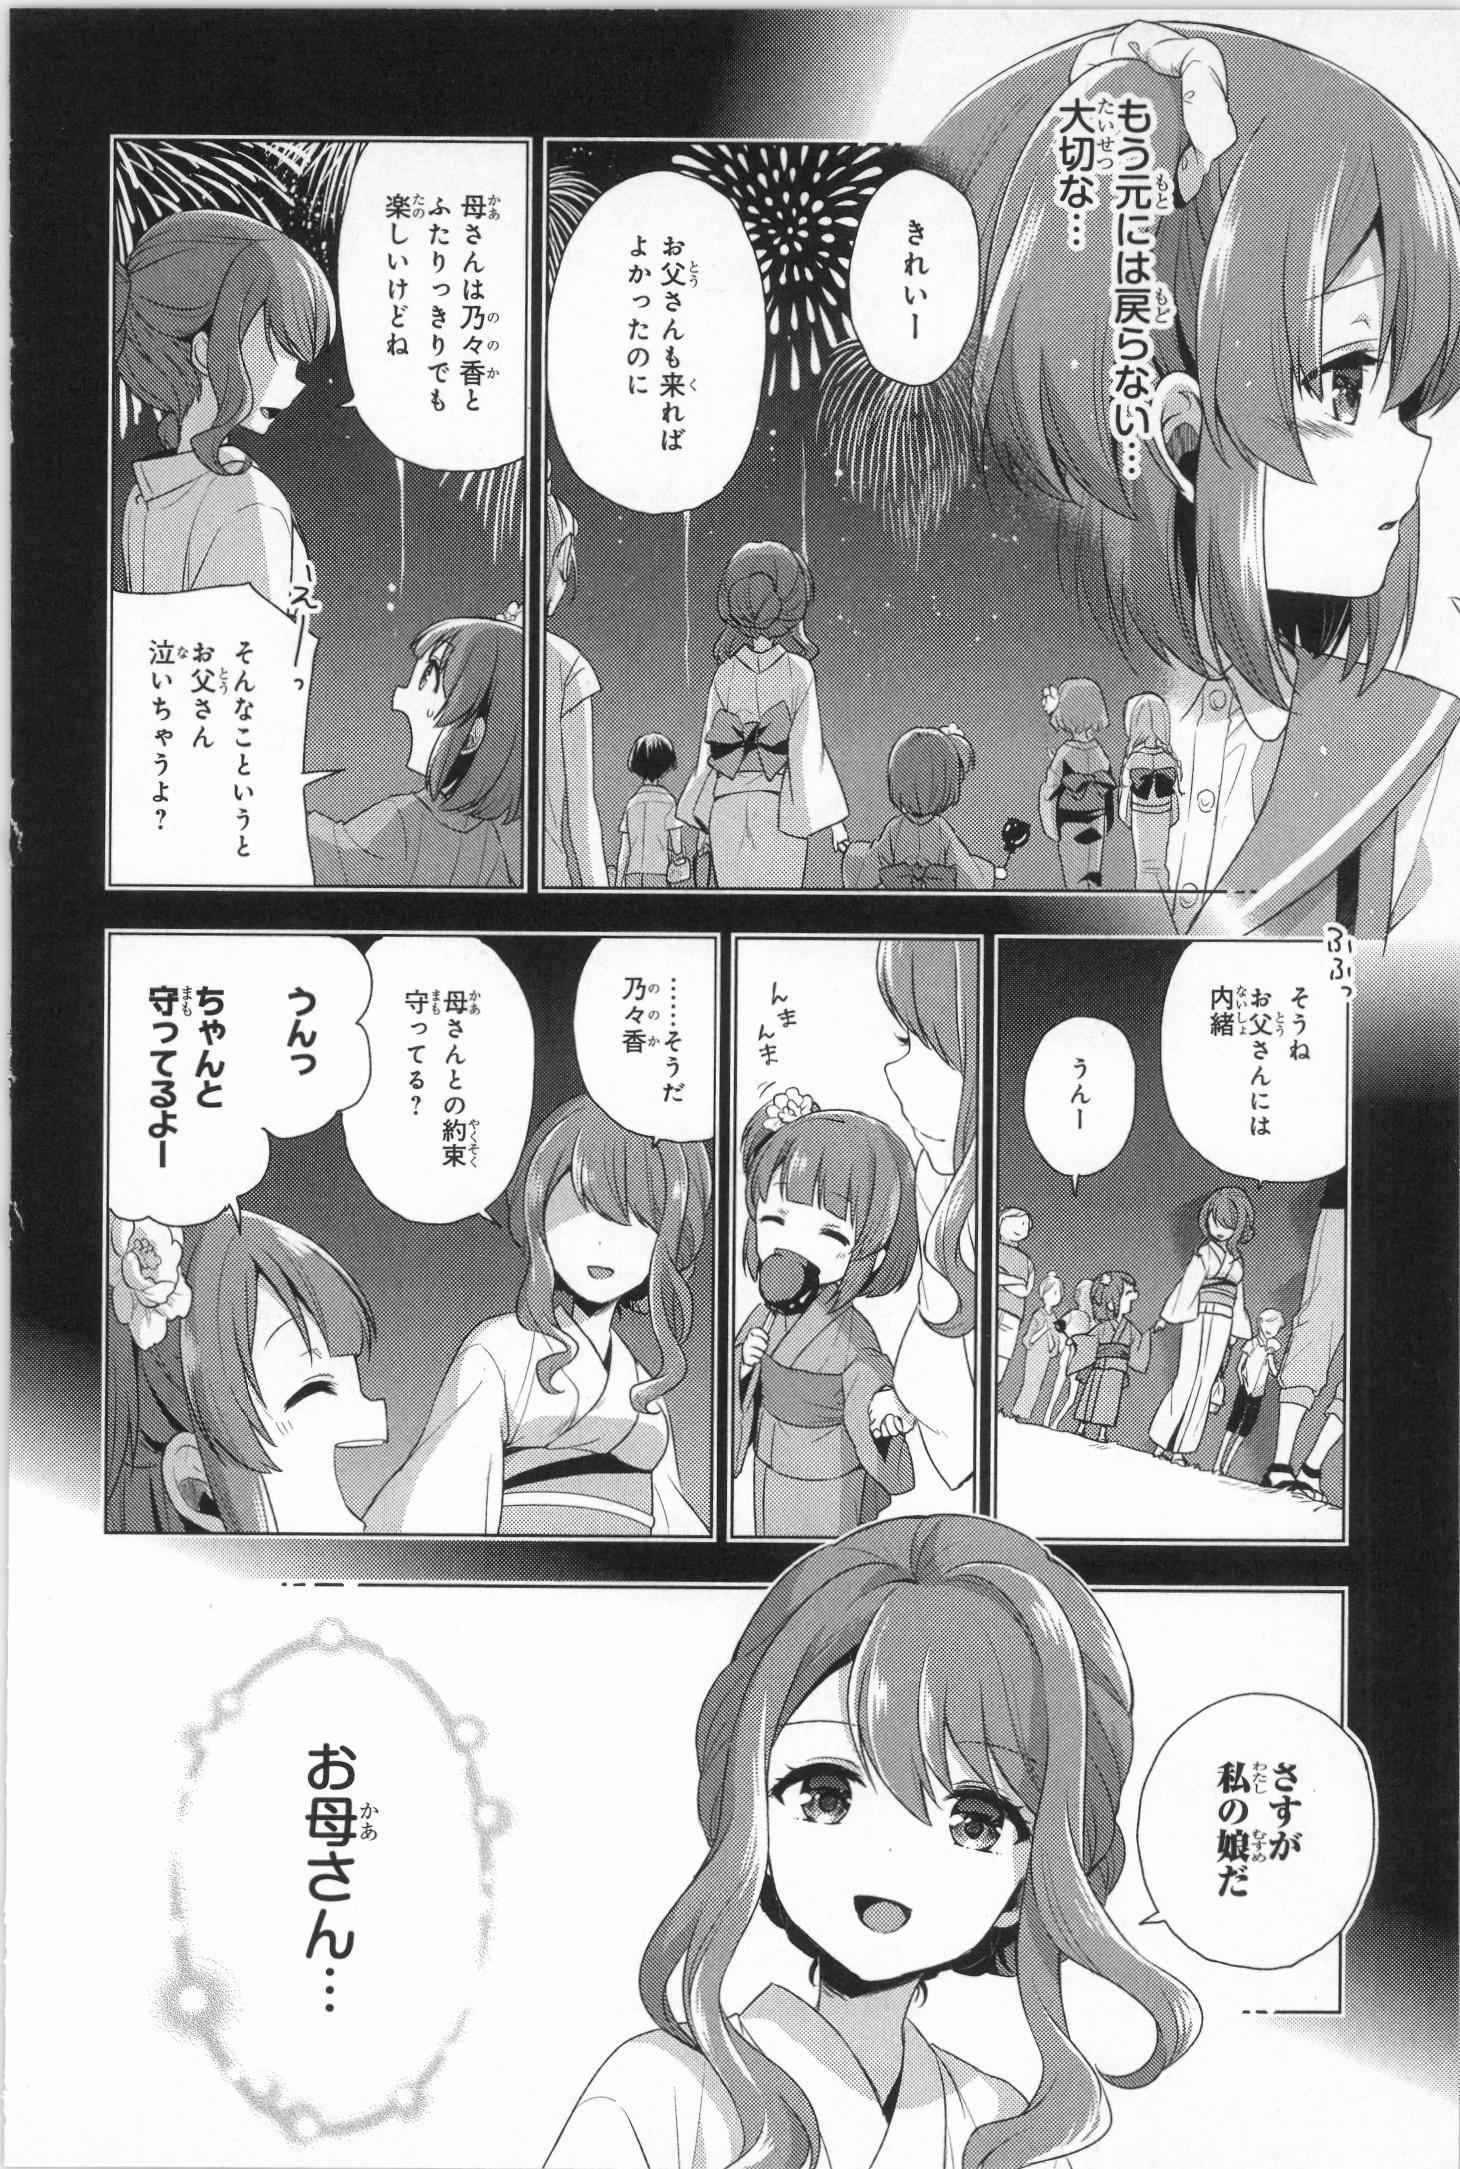 もう元には戻らない…
大切な…
きれいー
お父さんも来れば
よかったのに
母さんは乃々香と
ふたりっきりでも
楽しいけどね
えーっ
そんなこというと
お父さん
泣いちゃうよ？
ふふっ
そうね
お父さんには
内緒
うんー
んま
んま
……そうだ
乃々香
母さんとの約束
守ってる？
うんっ
ちゃんと
守ってるよー
さすが
私の娘だ
お母さん…